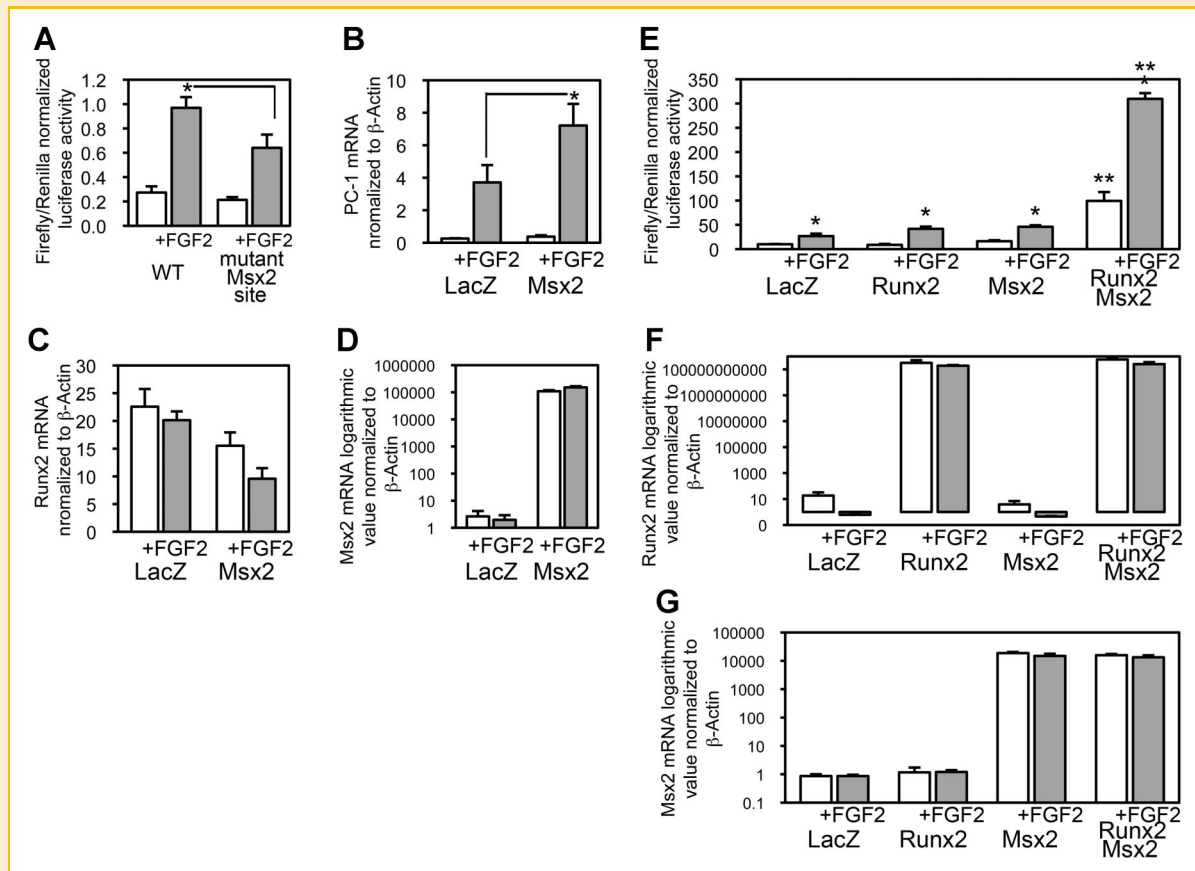 A
Firefly/Renilla normalized
luciferase activity
1.2
1.0
0.8
0.6
0.4
0.2
0.0
*
+FGF2 +FGF2
WT
mutant
Msx2
site
B
PC-1 mRNA
nromalized to β-Actin
10
8
6
4
2
0
*
+FGF2 +FGF2
LacZ Msx2
E
Firefly/Renilla normalized
luciferase activity
350
300
250
200
150
100
50
0
* * * ** **
*
+FGF2 +FGF2 +FGF2 +FGF2
LacZ Runx2 Msx2 Runx2
Msx2
C
Runx2 mRNA
nromalized to β-Actin
30
25
20
15
10
5
0
+FGF2 +FGF2
LacZ Msx2
D
Msx2 mRNA logarithmic
value normalized to
β-Actin
1000000
100000
10000
1000
100
10
1
+FGF2 +FGF2
LacZ Msx2
F
Runx2 mRNA logarithmic
value normalized to
β-Actin
100000000000
1000000000
10000000
100000
1000
10
0
+FGF2 +FGF2 +FGF2 +FGF2
LacZ Runx2 Msx2 Runx2
Msx2
G
Msx2 mRNA logarithmic
value normalized to
β-Actin
100000
10000
1000
100
10
1
0.1
+FGF2 +FGF2 +FGF2 +FGF2
LacZ Runx2 Msx2 Runx2
Msx2